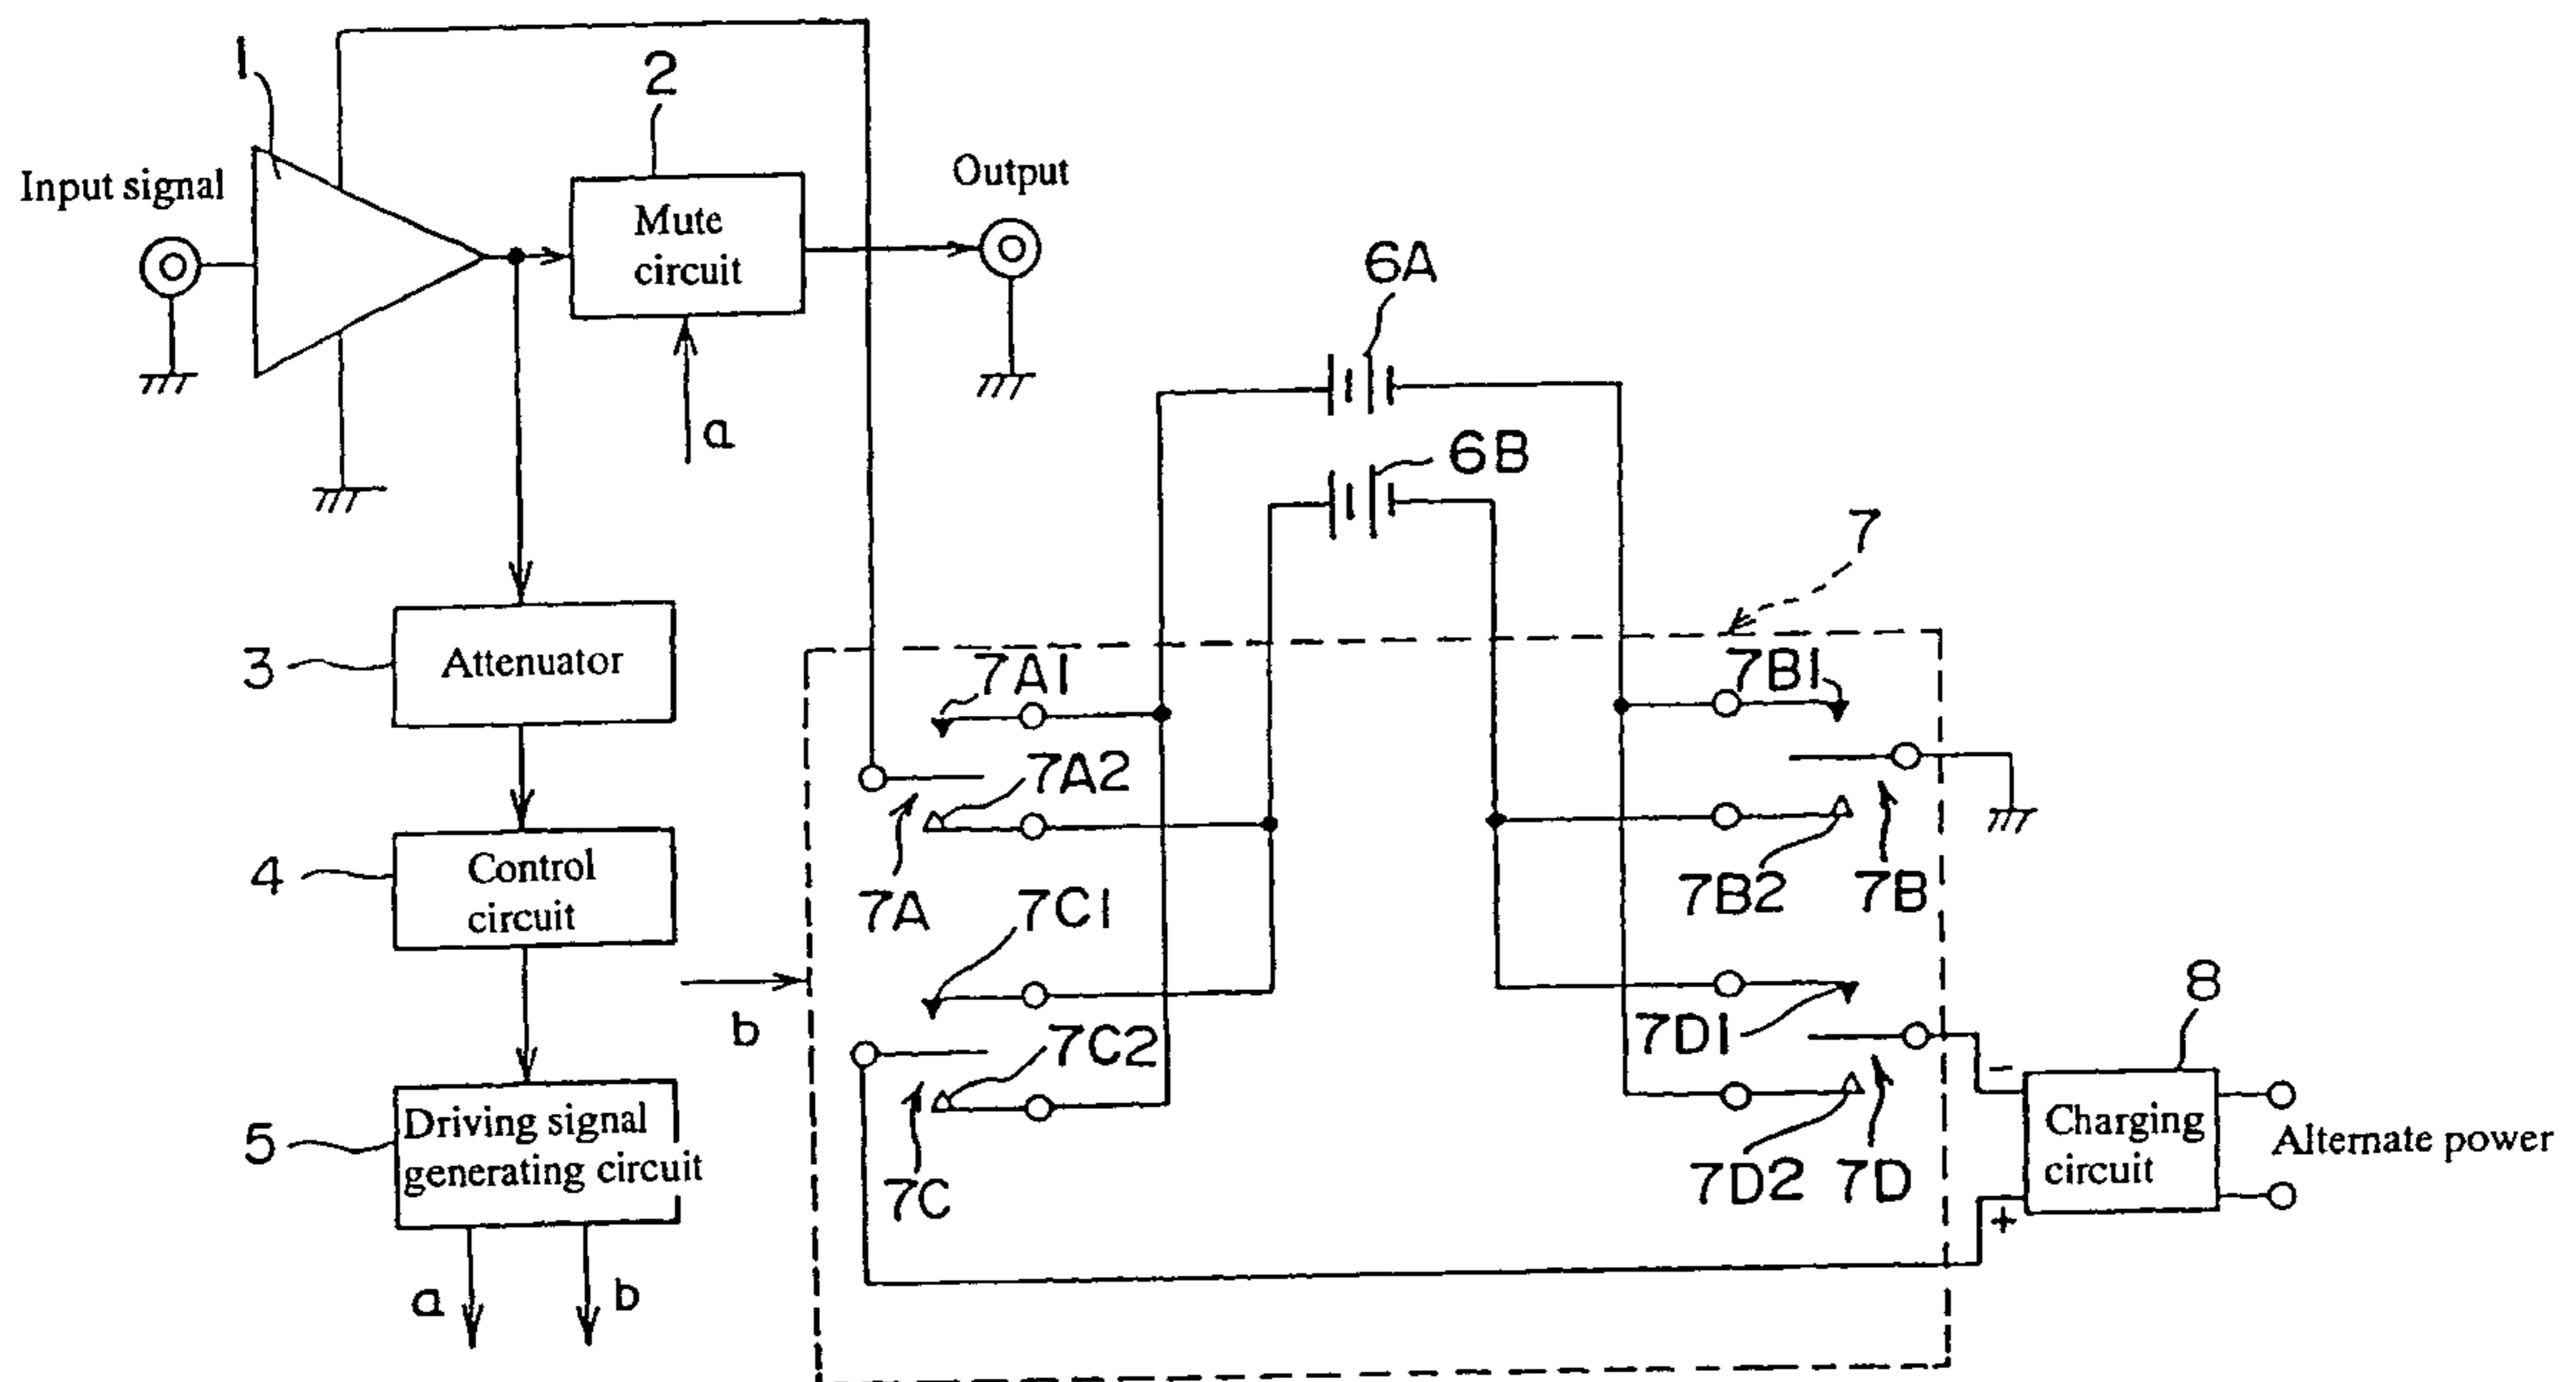 1
2
Input signal
Mute
circuit
Output
a
6A
6B
7
3
Attenuator
7A1
7B1
7A2
4
Control
circuit
7A
7C1
7B2
7B
b
7C2
7D1
8
5
Driving signal
generating circuit
7C
7D2
7D
−
+
Charging
circuit
Alternate power
a
b